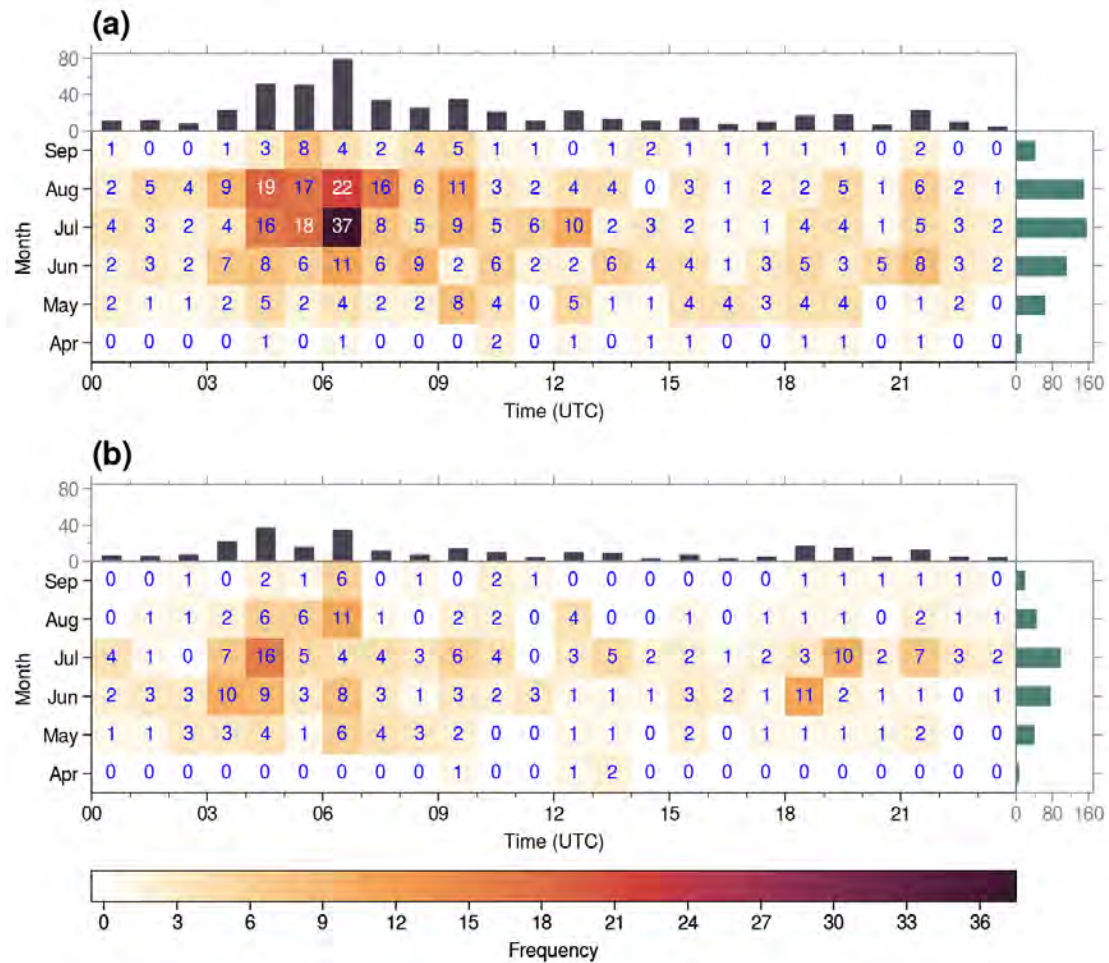 (a)
80
40
0
Sep 1 0 0 1 3 8 4 2 4 5 1 1 0 1 2 1 1 1 1 1 0 2 0 0
Aug 2 5 4 9 19 17 22 16 6 11 3 2 4 4 0 3 1 2 2 5 1 6 2 1
Jul 4 3 2 4 16 18 37 8 5 9 5 6 10 2 3 2 1 1 4 4 1 5 3 2
Jun 2 3 2 7 8 6 11 6 9 2 6 2 2 6 4 4 1 3 5 3 5 8 3 2
May 2 1 1 2 5 2 4 2 2 8 4 0 5 1 1 4 4 3 4 4 0 1 2 0
Apr 0 0 0 0 1 0 1 0 0 0 2 0 1 0 1 1 0 0 1 0 0 1 0 0
Month
00 03 06 09 12 15 18 21 0 80 160
Time (UTC)
(b)
80
40
0
Sep 0 0 1 0 2 1 6 0 1 0 2 1 0 0 0 0 0 0 1 1 1 1 1 0
Aug 0 1 1 2 6 6 11 1 0 2 2 0 4 0 0 1 0 1 1 1 0 2 1 1
Jul 4 1 0 7 16 5 4 4 3 6 4 0 3 5 2 2 1 2 3 10 2 7 3 2
Jun 2 3 3 10 9 3 8 3 1 3 2 3 1 1 1 3 2 1 11 2 1 1 0 1
May 1 1 3 3 4 1 6 4 3 2 0 0 1 1 0 2 0 1 1 1 1 2 0 0
Apr 0 0 0 0 0 0 0 0 0 1 0 0 1 2 0 0 0 0 0 0 0 0 0 0
Month
00 03 06 09 12 15 18 21 0 80 160
Time (UTC)
0 3 6 9 12 15 18 21 24 27 30 33 36
Frequency